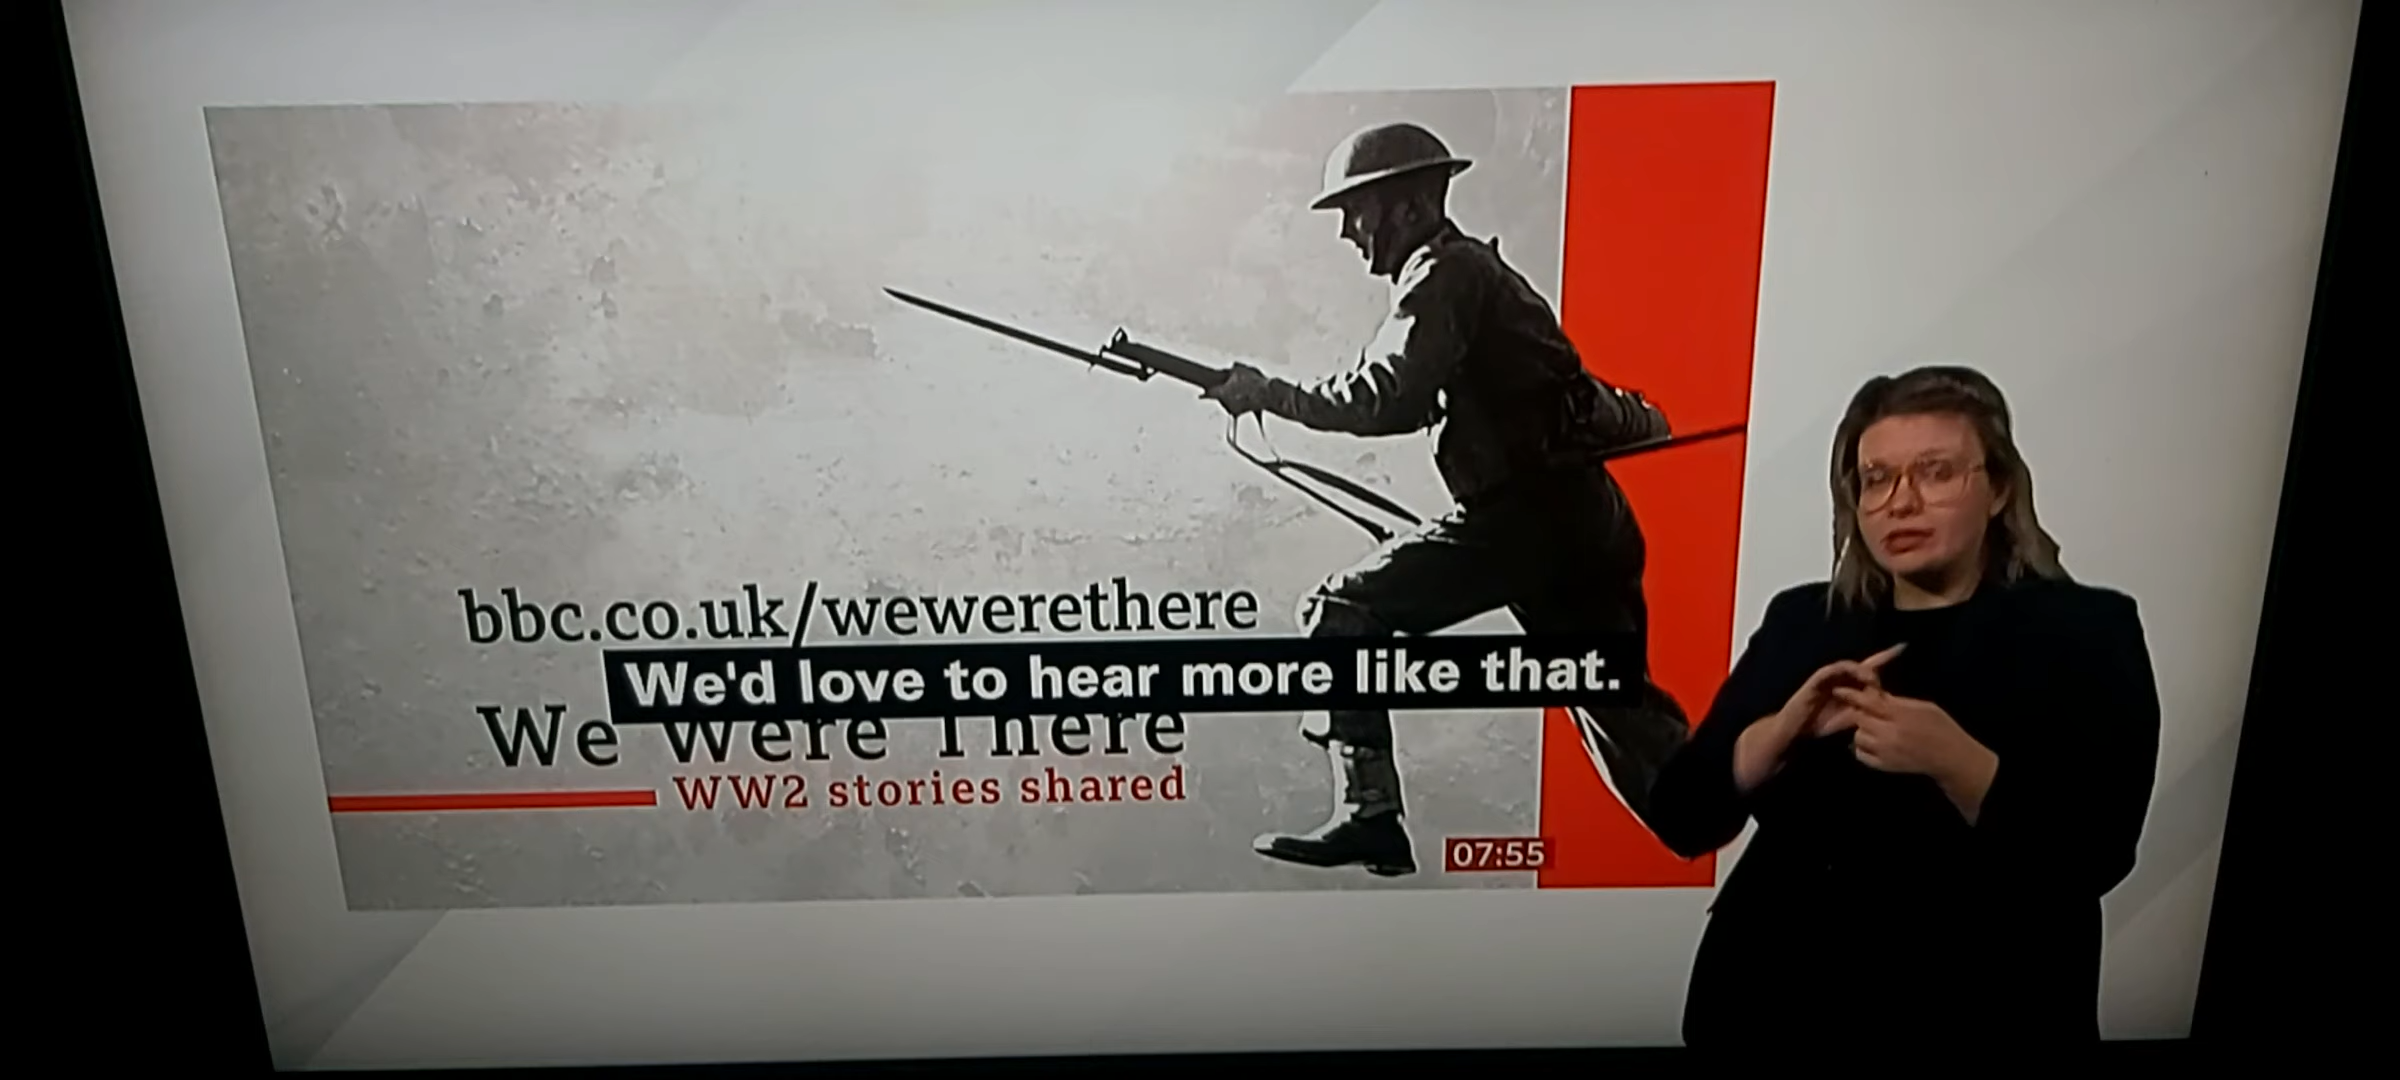 bbc.co.uk/wewerethere
We'd love to hear more like that.
We Were There
WW2 stories shared
07:55